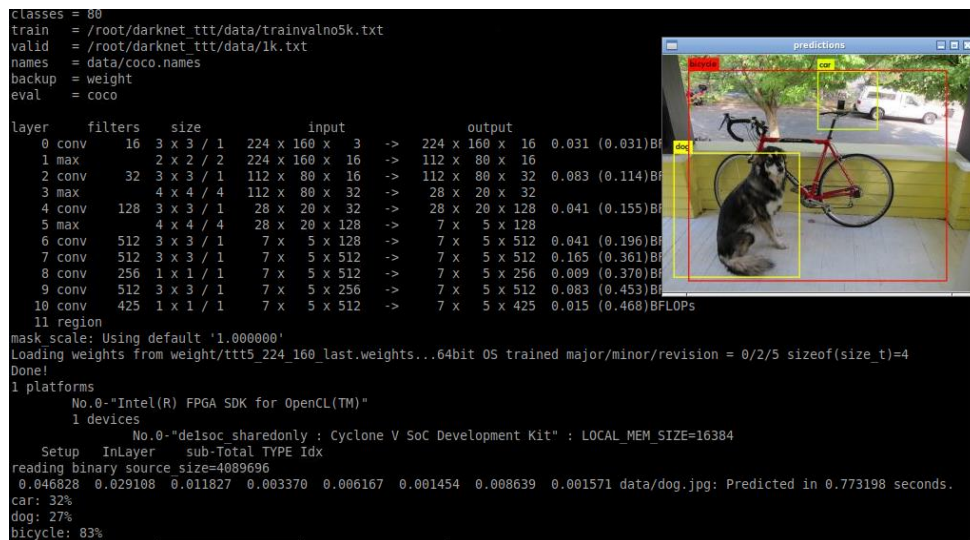 classes = 80
train   = /root/darknet_ttt/data/trainvalno5k.txt
valid   = /root/darknet_ttt/data/1k.txt
names   = data/coco.names
backup = weight
eval    = coco
layer     filters    size              input                output
0 conv     16  3 x 3 / 1   224 x 160 x   3   ->   224 x 160 x  16  0.031 (0.031)BF
1 max          2 x 2 / 2   224 x 160 x  16   ->   112 x  80 x  16
2 conv     32  3 x 3 / 1   112 x  80 x  16   ->   112 x  80 x  32  0.083 (0.114)BF
3 max          4 x 4 / 4   112 x  80 x  32   ->    28 x  20 x  32
4 conv    128  3 x 3 / 1    28 x  20 x  32   ->    28 x  20 x 128  0.041 (0.155)BF
5 max          4 x 4 / 4    28 x  20 x 128   ->     7 x   5 x 128
6 conv    512  3 x 3 / 1     7 x   5 x 128   ->     7 x   5 x 512  0.041 (0.196)BF
7 conv    512  3 x 3 / 1     7 x   5 x 512   ->     7 x   5 x 512  0.165 (0.361)BF
8 conv    256  1 x 1 / 1     7 x   5 x 512   ->     7 x   5 x 256  0.009 (0.370)BF
9 conv    512  3 x 3 / 1     7 x   5 x 256   ->     7 x   5 x 512  0.083 (0.453)BF
10 conv    425  1 x 1 / 1     7 x   5 x 512   ->     7 x   5 x 425  0.015 (0.468)BFLOPs
11 region
mask_scale: Using default '1.000000'
Loading weights from weight/ttt5_224_160_last.weights...64bit OS trained major/minor/revision = 0/2/5 sizeof(size_t)=4
Done!
1 platforms
No.0-"Intel(R) FPGA SDK for OpenCL(TM)"
1 devices
No.0-"de1soc_sharedonly : Cyclone V SoC Development Kit" : LOCAL_MEM_SIZE=16384
Setup   InLayer    sub-Total TYPE Idx
reading binary source_size=4089696
0.046828  0.029108  0.011827  0.003370  0.006167  0.001454  0.008639  0.001571 data/dog.jpg: Predicted in 0.773198 seconds.
car: 32%
dog: 27%
bicycle: 83%
predictions
bicycle
car
dog